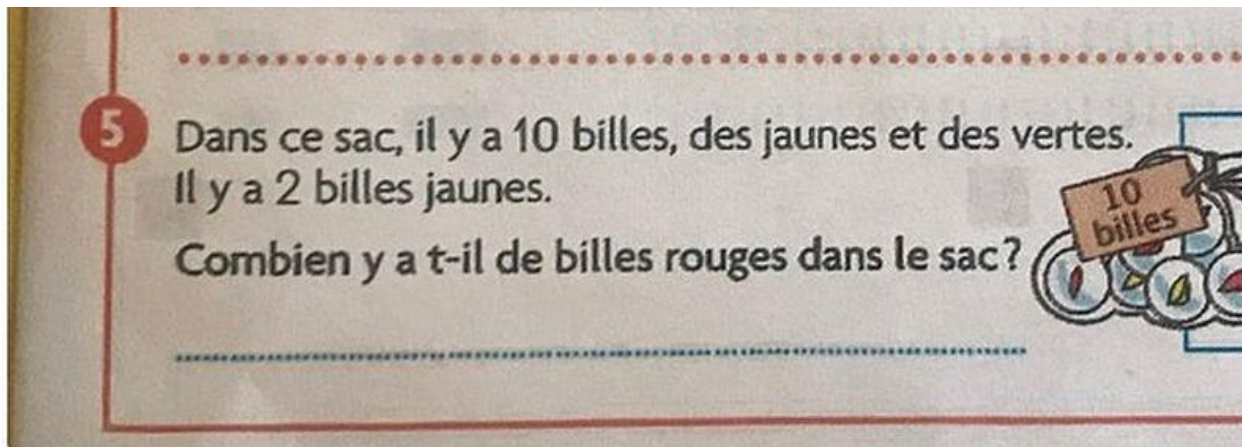 5 Dans ce sac, il y a 10 billes, des jaunes et des vertes.
Il y a 2 billes jaunes.
Combien y a t-il de billes rouges dans le sac?
10
billes